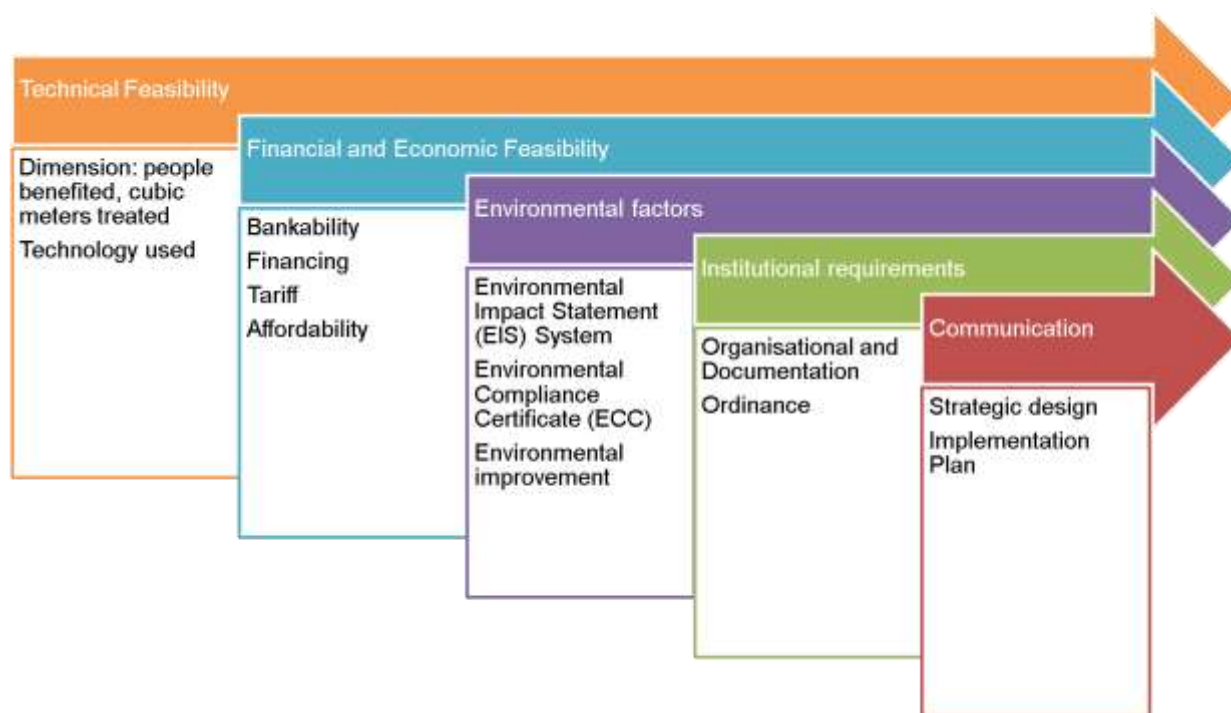 Technical Feasibility
Dimension: people
benefited, cubic
meters treated
Technology used
Financial and Economic Feasibility
Bankability
Financing
Tariff
Affordability
Environmental factors
Environmental
Impact Statement
(EIS) System
Environmental
Compliance
Certificate (ECC)
Environmental
improvement
Institutional requirements
Organisational and
Documentation
Ordinance
Communication
Strategic design
Implementation
Plan